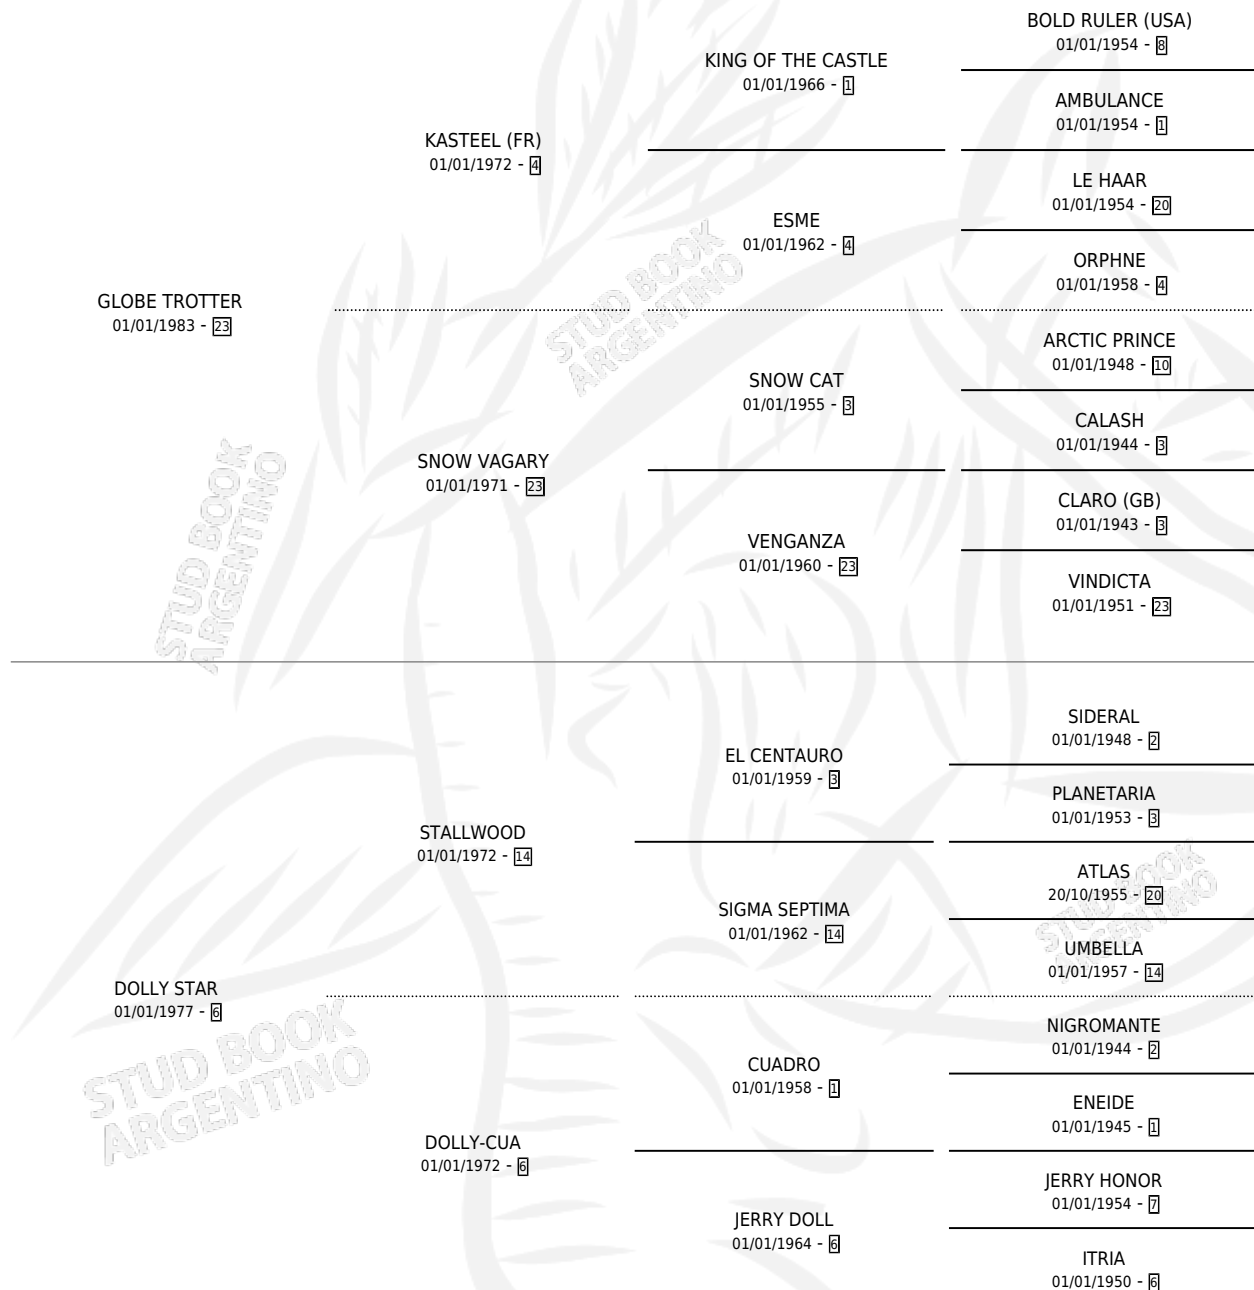 BOLD RULER (USA)
01/01/1954 - 8
KING OF THE CASTLE
01/01/1966 - 1
AMBULANCE
01/01/1954 - 1
KASTEEL (FR)
01/01/1972 - 4
LE HAAR
01/01/1954 - 20
ESME
01/01/1962 - 4
ORPHNE
01/01/1958 - 4
GLOBE TROTTER
01/01/1983 - 23
ARCTIC PRINCE
01/01/1948 - 10
SNOW CAT
01/01/1955 - 3
CALASH
01/01/1944 - 3
SNOW VAGARY
01/01/1971 - 23
CLARO (GB)
01/01/1943 - 3
VENGANZA
01/01/1960 - 23
VINDICTA
01/01/1951 - 23
SIDERAL
01/01/1948 - 2
EL CENTAURO
01/01/1959 - 3
PLANETARIA
01/01/1953 - 3
STALLWOOD
01/01/1972 - 14
ATLAS
20/10/1955 - 20
SIGMA SEPTIMA
01/01/1962 - 14
UMBELLA
01/01/1957 - 14
DOLLY STAR
01/01/1977 - 6
NIGROMANTE
01/01/1944 - 2
CUADRO
01/01/1958 - 1
ENEIDE
01/01/1945 - 1
DOLLY-CUA
01/01/1972 - 6
JERRY HONOR
01/01/1954 - 7
JERRY DOLL
01/01/1964 - 6
ITRIA
01/01/1950 - 6
STUD BOOK
ARGENTINO
STUD BOOK
ARGENTINO
STUD BOOK
ARGENTINO
STUD BOOK
ARGENTINO